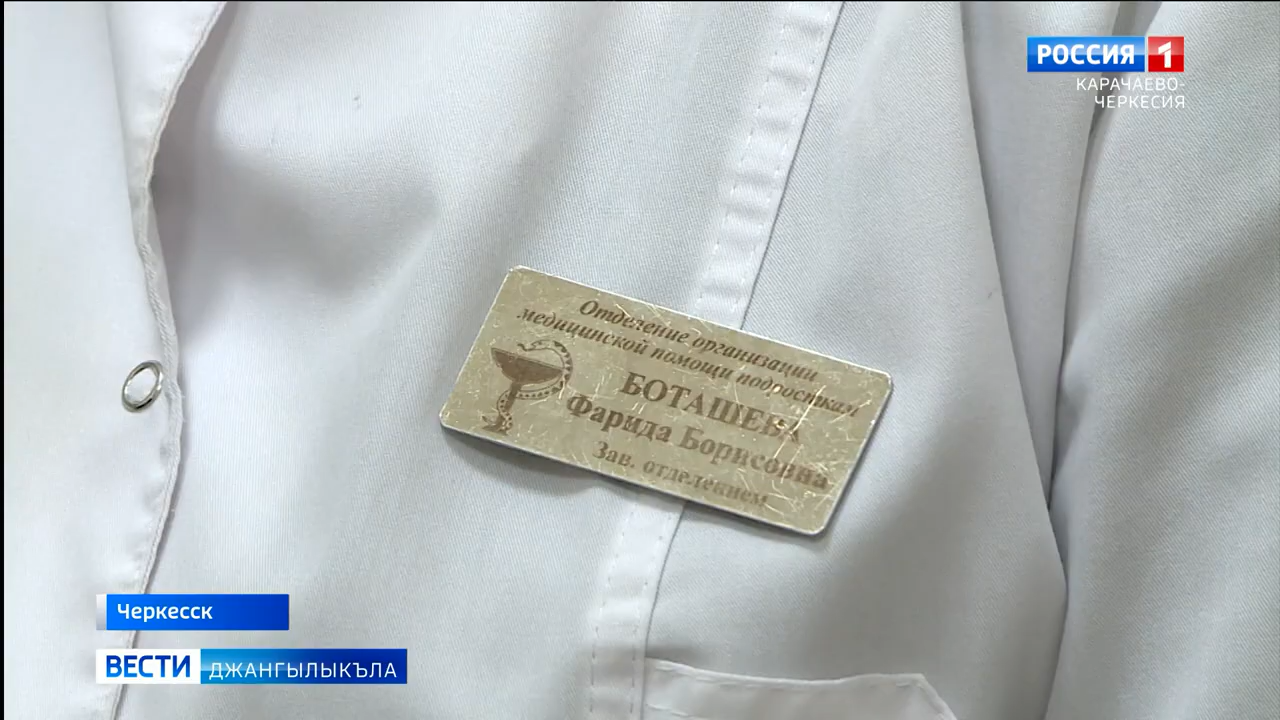 РОССИЯ 1
КАРАЧАЕВО-
ЧЕРКЕСИЯ
Отделение организации
медицинской помощи подросткам
БОТАШЕВА
Фарида Борисовна
Зав. отделением
Черкесск
ВЕСТИ ДЖАНГЫЛЫКЪЛА